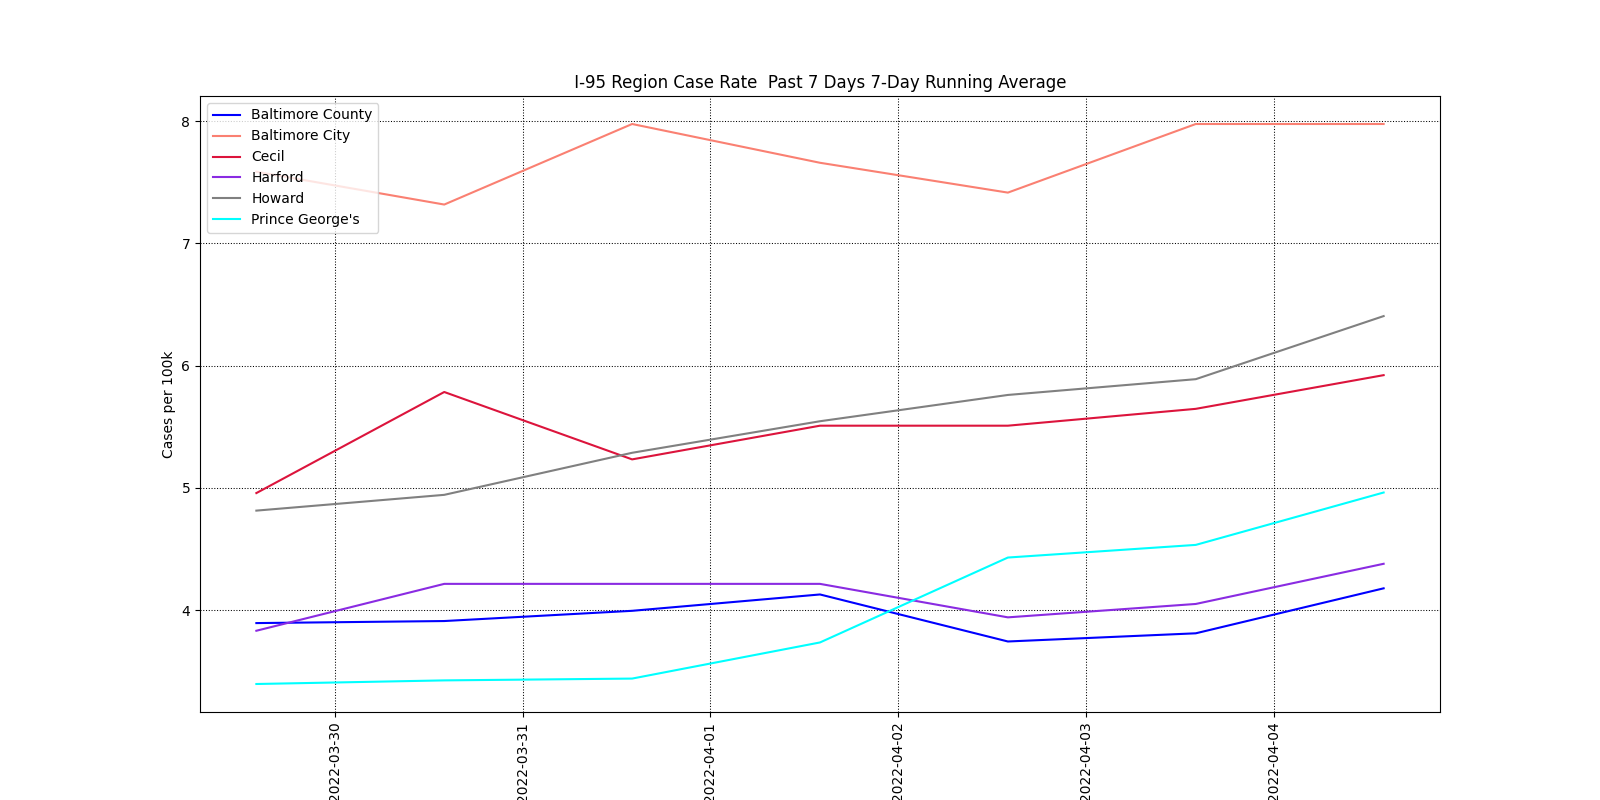 I-95 Region Case Rate  Past 7 Days 7-Day Running Average
Baltimore County
Baltimore City
Cecil
Harford
Howard
Prince George's
8
7
6
5
4
Cases per 100k
2022-03-30
2022-03-31
2022-04-01
2022-04-02
2022-04-03
2022-04-04